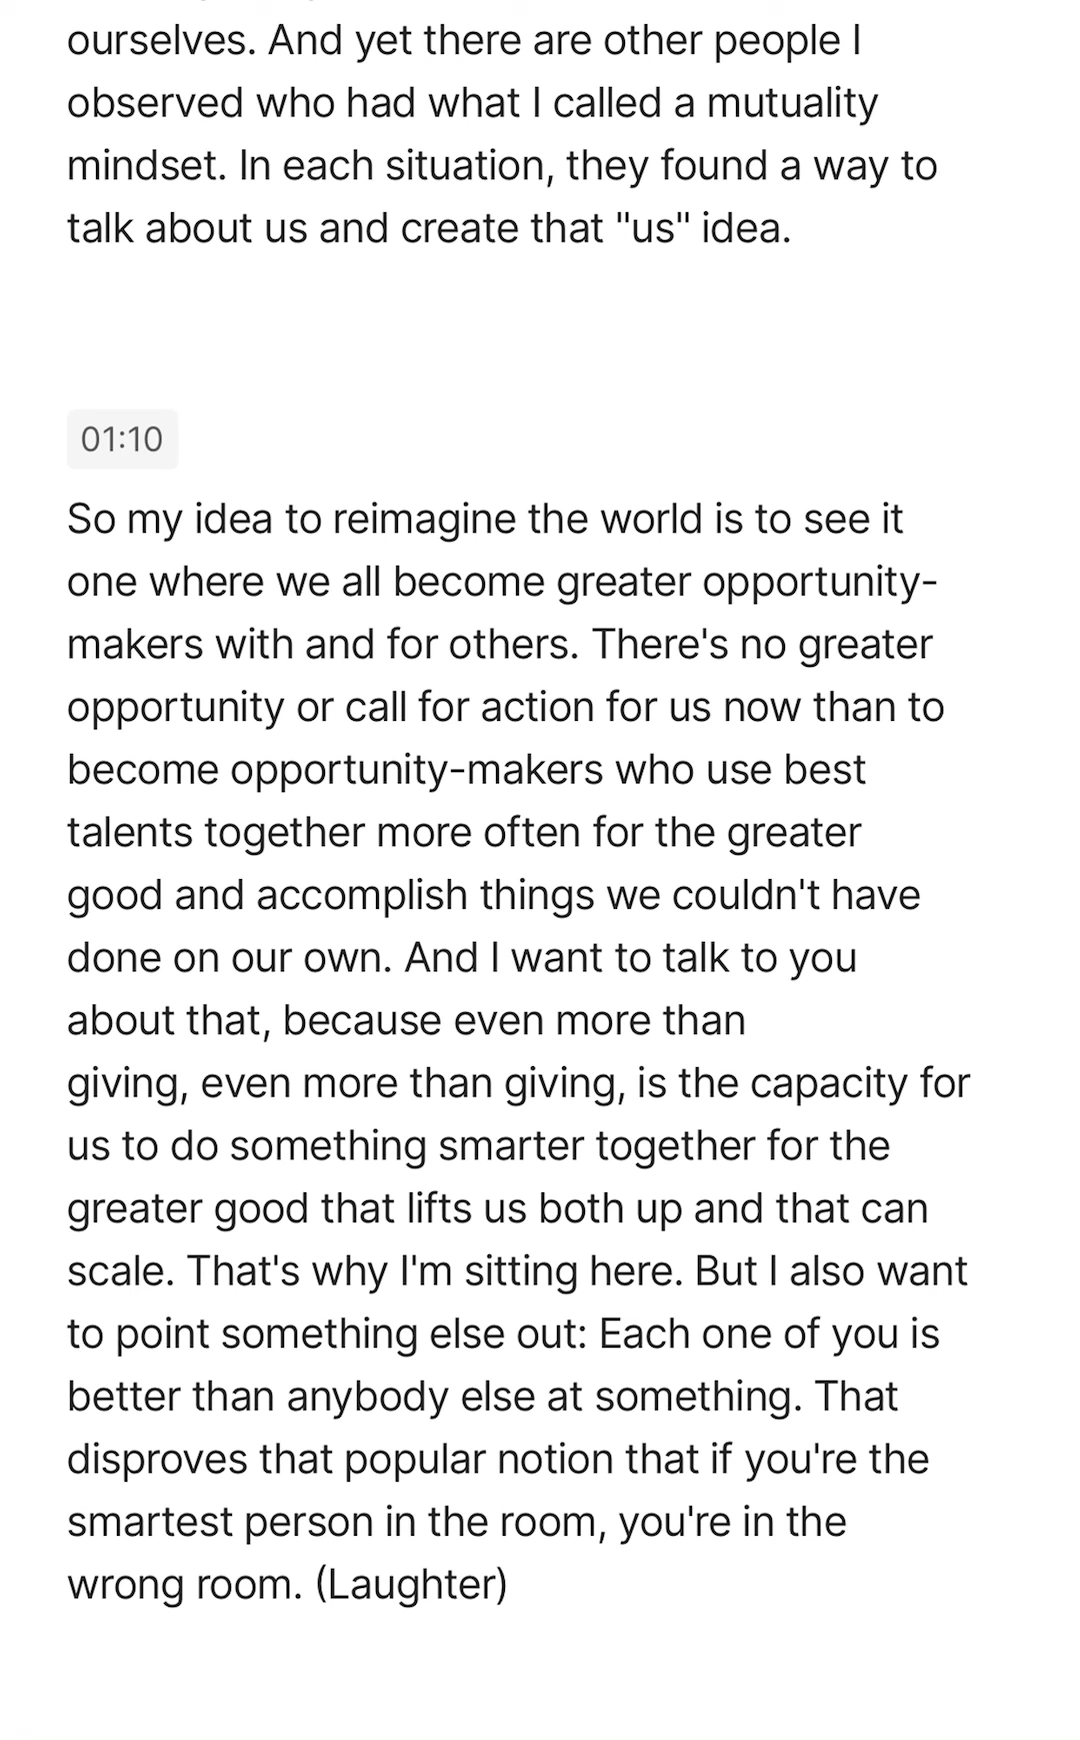 ourselves. And yet there are other people I
observed who had what I called a mutuality
mindset. In each situation, they found a way to
talk about us and create that "us" idea.
01:10
So my idea to reimagine the world is to see it
one where we all become greater opportunity-
makers with and for others. There's no greater
opportunity or call for action for us now than to
become opportunity-makers who use best
talents together more often for the greater
good and accomplish things we couldn't have
done on our own. And I want to talk to you
about that, because even more than
giving, even more than giving, is the capacity for
us to do something smarter together for the
greater good that lifts us both up and that can
scale. That's why I'm sitting here. But I also want
to point something else out: Each one of you is
better than anybody else at something. That
disproves that popular notion that if you're the
smartest person in the room, you're in the
wrong room. (Laughter)